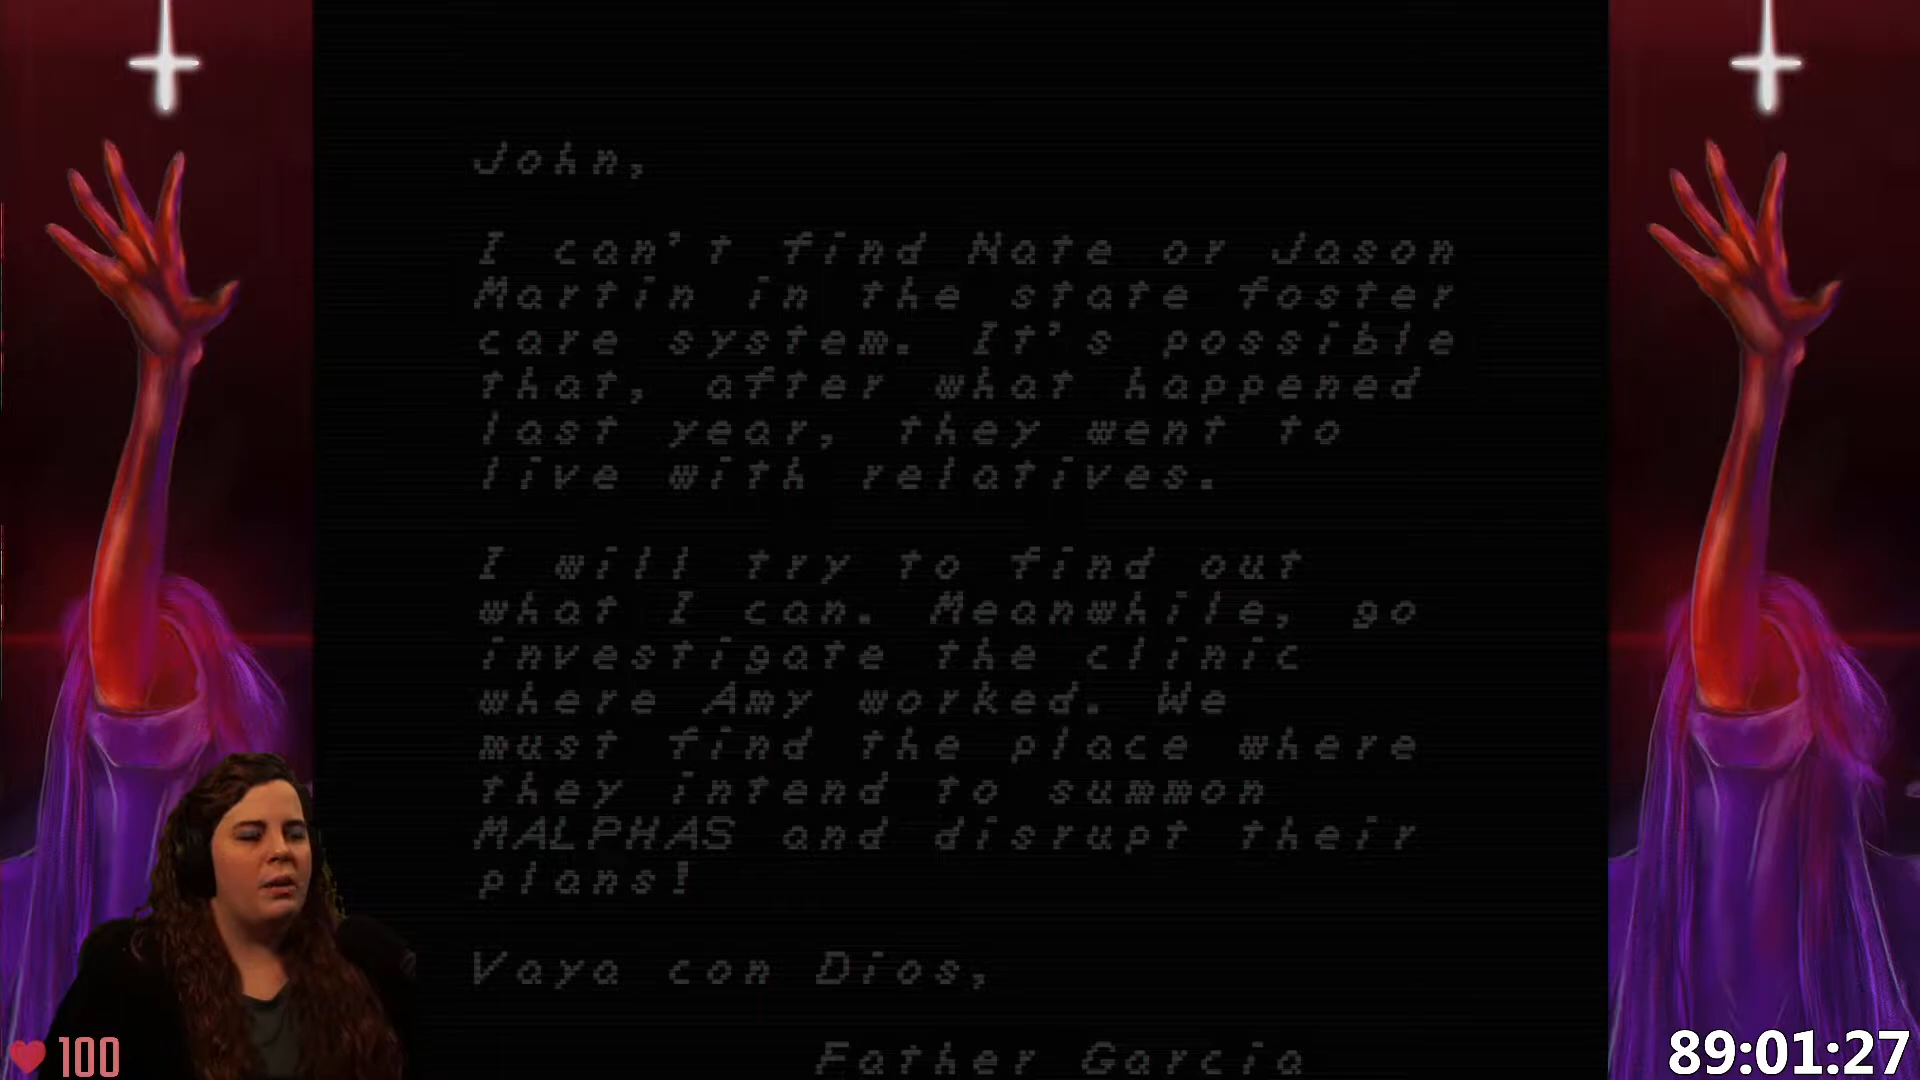 John,
I can't find Nate or Jason
Martin in the state foster
care system. It's possible
that, after what happened
last year, they went to
live with relatives.
I will try to find out
what I can. Meanwhile, go
investigate the clinic
where Amy worked. We
must find the place where
they intend to summon
MALPHAS and disrupt their
plans!
Vaya con Dios,
Father Garcia
100
89:01:27